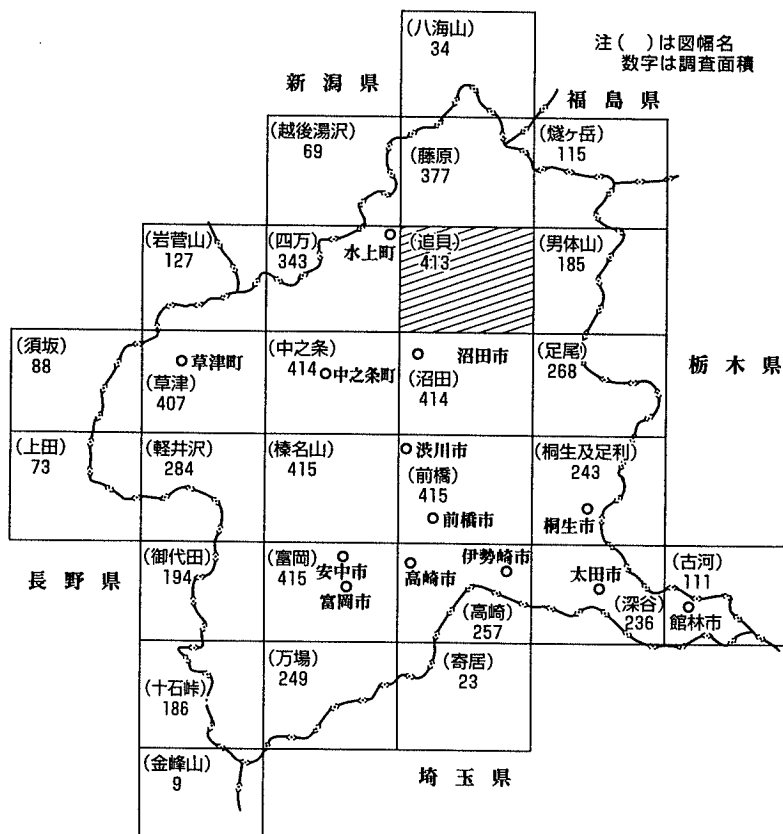 (八海山)
34
注( )は図幅名
数字は調査面積
新潟県
福島県
(越後湯沢)
69
(藤原)
377
(燧ヶ岳)
115
(岩菅山)
127
(四万)
343
水上町
(追貝)
413
(男体山)
185
(須坂)
88
草津町
(草津)
407
(中之条)
414
中之条町
沼田市
(沼田)
414
(足尾)
268
栃木県
(上田)
73
(軽井沢)
284
(榛名山)
415
渋川市
(前橋)
415
前橋市
(桐生及足利)
243
桐生市
長野県
(御代田)
194
(富岡)
415
安中市
富岡市
高崎市
伊勢崎市
(高崎)
257
太田市
(深谷)
236
(古河)
111
館林市
(十石峠)
186
(万場)
249
(寄居)
23
(金峰山)
9
埼玉県